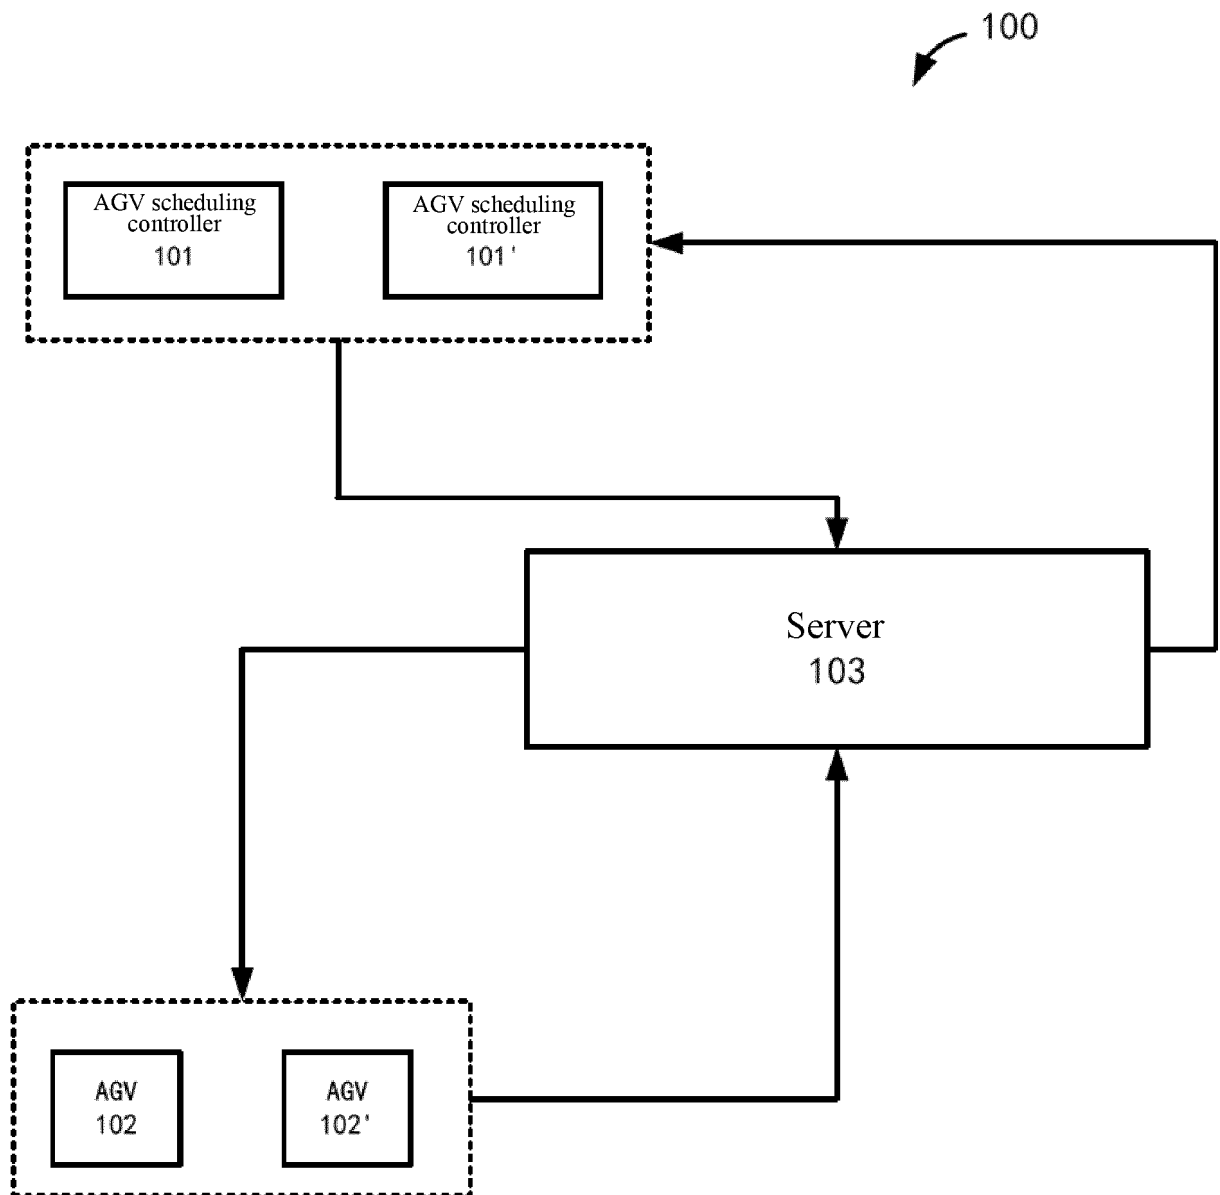 100
AGV scheduling
controller
101
AGV scheduling
controller
101'
Server
103
AGV
102
AGV
102'